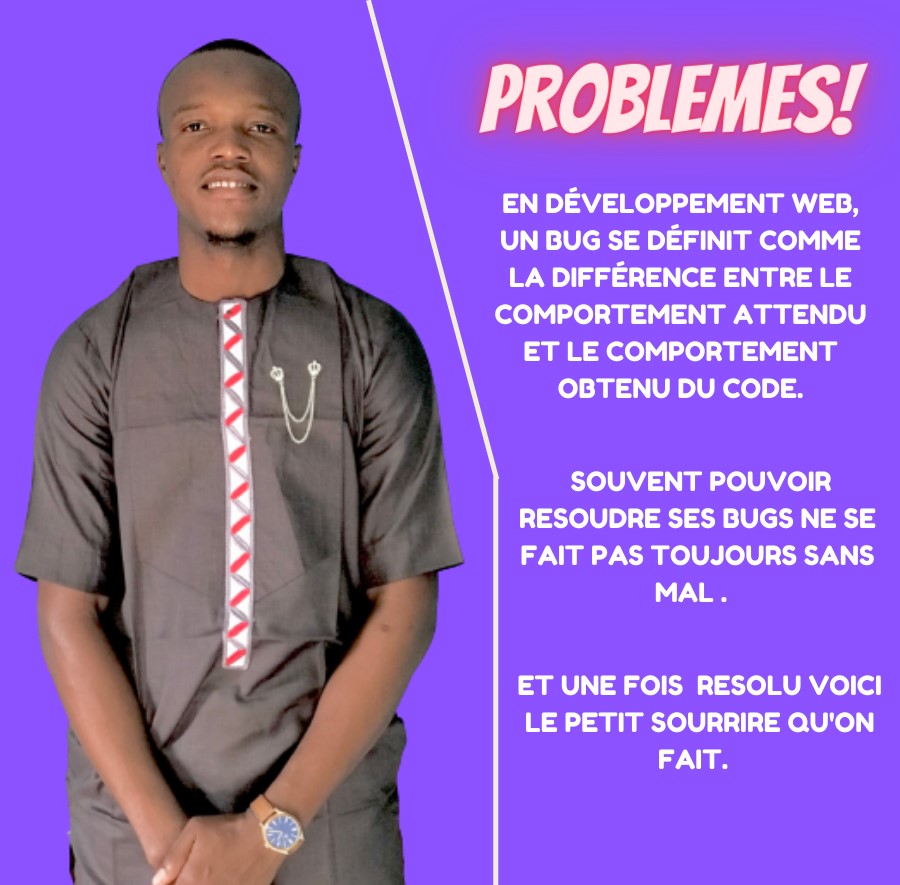 PROBLEMES!
EN DÉVELOPPEMENT WEB,
UN BUG SE DÉFINIT COMME
LA DIFFÉRENCE ENTRE LE
COMPORTEMENT ATTENDU
ET LE COMPORTEMENT
OBTENU DU CODE.
SOUVENT POUVOIR
RESOUDRE SES BUGS NE SE
FAIT PAS TOUJOURS SANS
MAL .
ET UNE FOIS RESOLU VOICI
LE PETIT SOURRIRE QU'ON
FAIT.